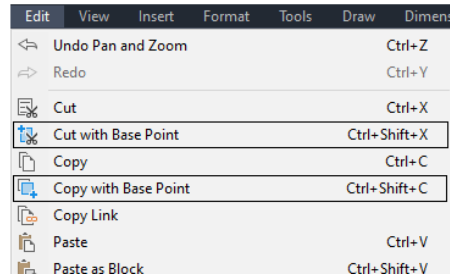 Edit View Insert Format Tools Draw Dimens
Undo Pan and Zoom Ctrl+Z
Redo Ctrl+Y
Cut Ctrl+X
Cut with Base Point Ctrl+Shift+X
Copy Ctrl+C
Copy with Base Point Ctrl+Shift+C
Copy Link
Paste Ctrl+V
Paste as Block Ctrl+Shift+V